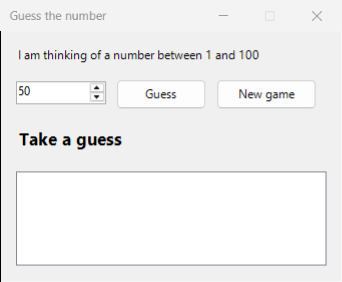 Guess the number
I am thinking of a number between 1 and 100
50
Guess
New game
Take a guess